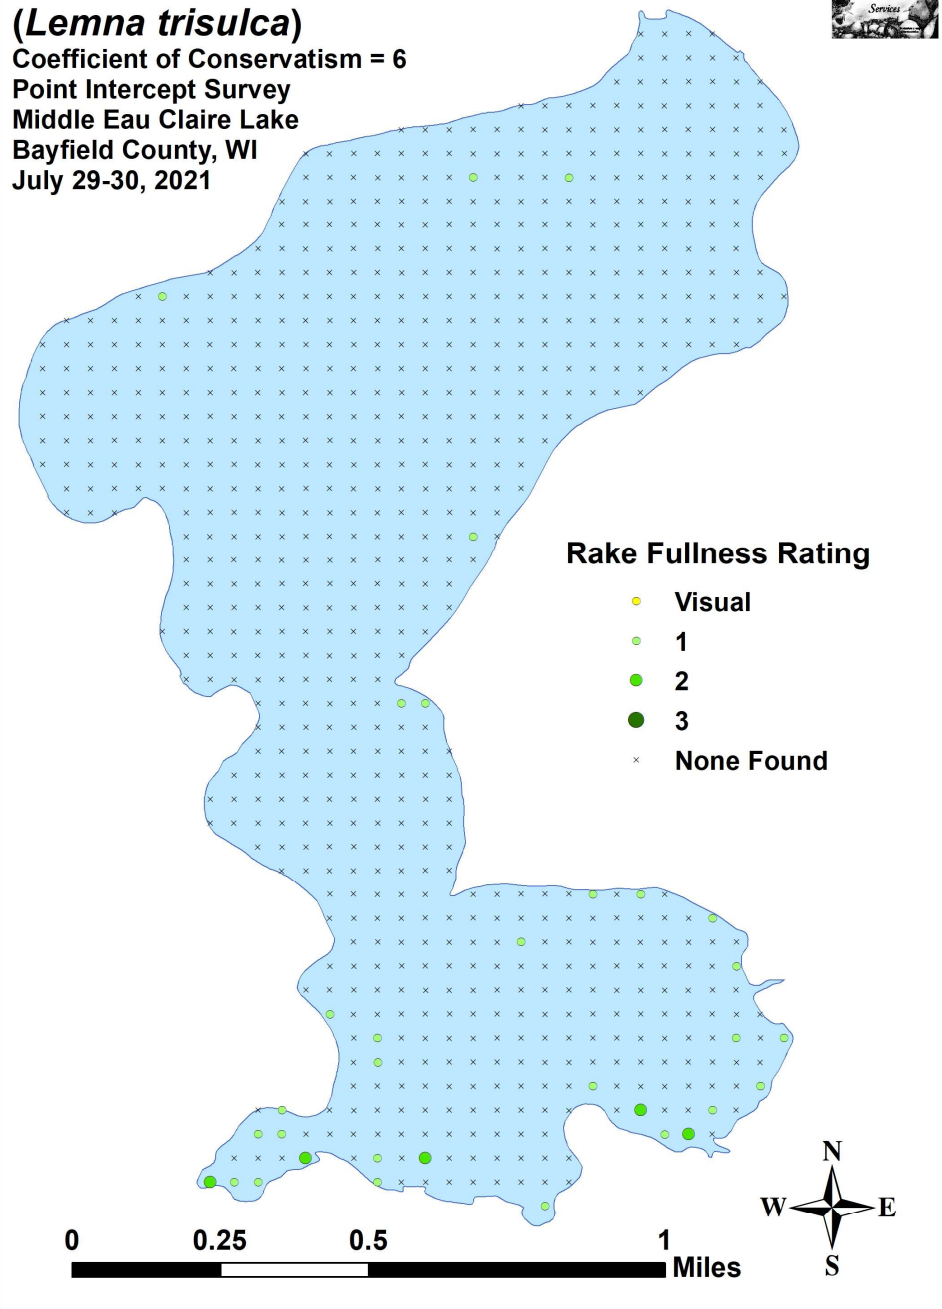 (Lemna trisulca)
Coefficient of Conservatism = 6
Point Intercept Survey
Middle Eau Claire Lake
Bayfield County, WI
July 29-30, 2021
Services
Rake Fullness Rating
Visual
1
2
3
None Found
N
W E
S
0 0.25 0.5 1
Miles